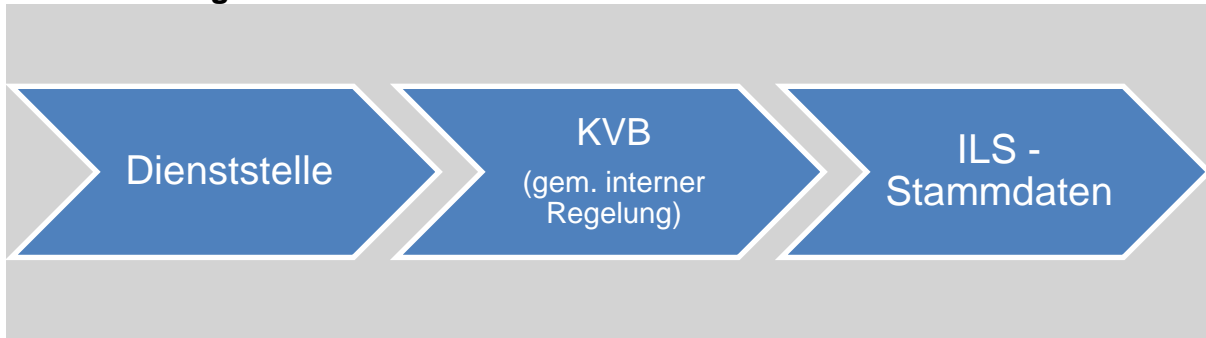 Dienststelle
KVB
(gem. interner
Regelung)
ILS -
Stammdaten